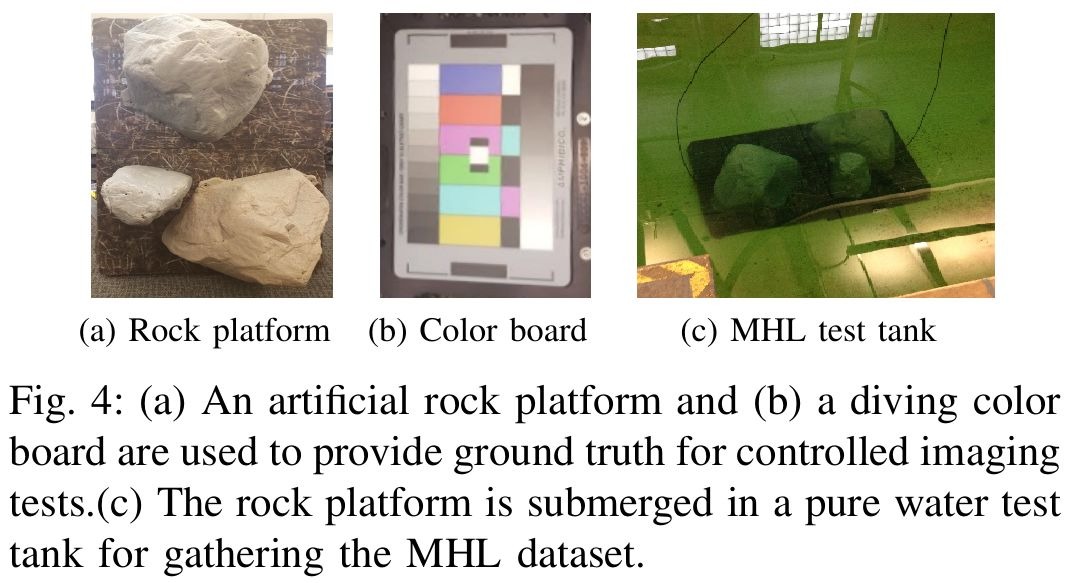 (a) Rock platform
(b) Color board
(c) MHL test tank
Fig. 4: (a) An artificial rock platform and (b) a diving color
board are used to provide ground truth for controlled imaging
tests.(c) The rock platform is submerged in a pure water test
tank for gathering the MHL dataset.